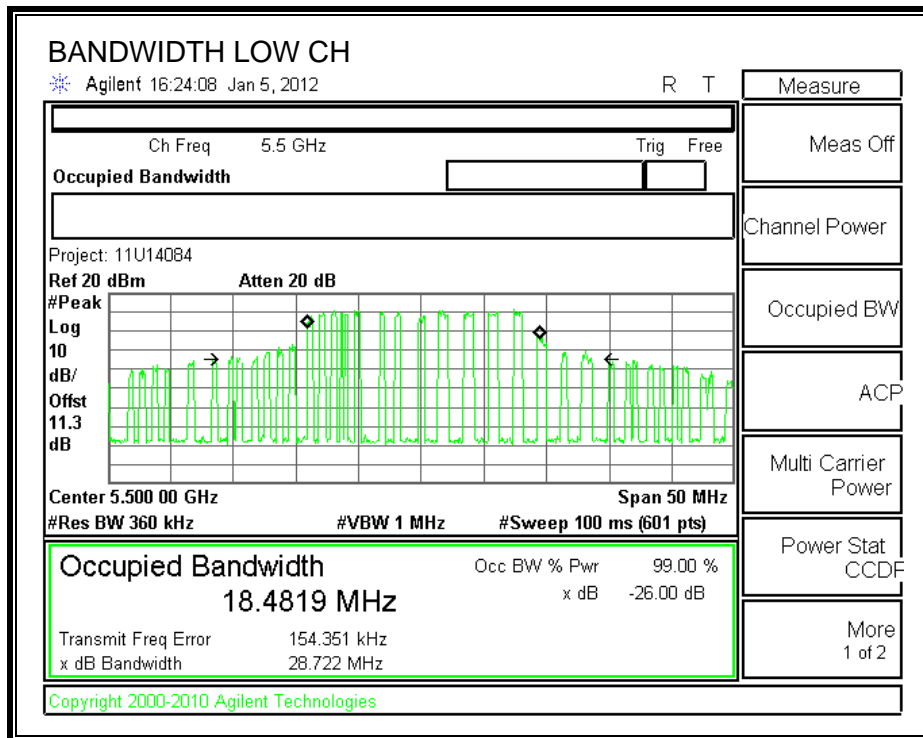 BANDWIDTH LOW CH
Agilent 16:24:08 Jan 5, 2012 R T
Ch Freq 5.5 GHz Trig Free
Occupied Bandwidth
Project: 11U14084
Ref 20 dBm Atten 20 dB
#Peak
Log
10
dB/
Offst
11.3
dB
Center 5.500 00 GHz Span 50 MHz
#Res BW 360 kHz #VBW 1 MHz #Sweep 100 ms (601 pts)
Occupied Bandwidth Occ BW % Pwr 99.00 %
18.4819 MHz x dB -26.00 dB
Transmit Freq Error 154.351 kHz
x dB Bandwidth 28.722 MHz
Copyright 2000-2010 Agilent Technologies
Measure
Meas Off
Channel Power
Occupied BW
ACP
Multi Carrier
Power
Power Stat
CCDF
More
1 of 2